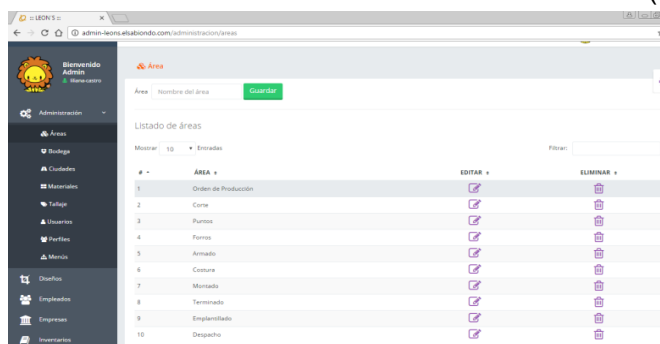 :: LEON'S ::
admin-leons.elsabiondo.com/administracion/areas
Bienvenido
Admin
liliana-castro
Administración
Áreas
Bodega
Ciudades
Materiales
Tallaje
Usuarios
Perfiles
Menús
Diseños
Empleados
Empresas
Inventarios
Área
Área Nombre del área Guardar
Listado de áreas
Mostrar 10 Entradas Filtrar:
# ÁREA EDITAR ELIMINAR
1 Orden de Producción
2 Corte
3 Puntos
4 Forros
5 Armado
6 Costura
7 Montado
8 Terminado
9 Emplantillado
10 Despacho